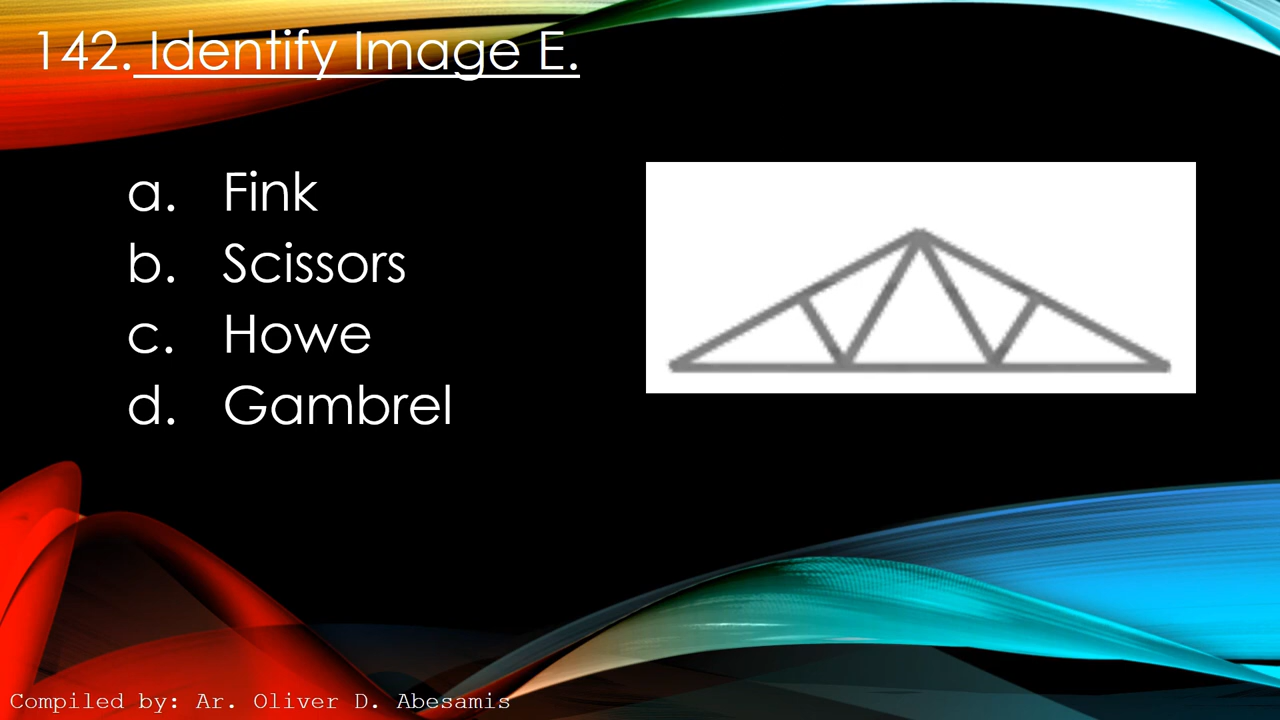 142. Identify Image E.
a. Fink
b. Scissors
c. Howe
d. Gambrel
Compiled by: Ar. Oliver D. Abesamis